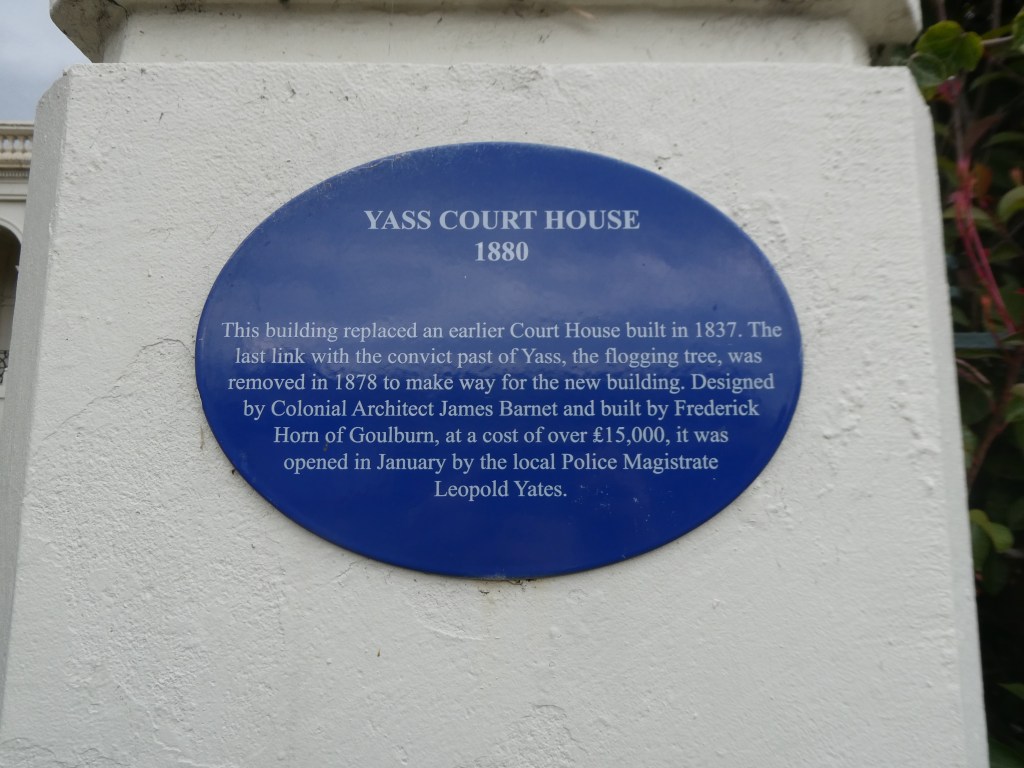 YASS COURT HOUSE
1880
This building replaced an earlier Court House built in 1837. The
last link with the convict past of Yass, the flogging tree, was
removed in 1878 to make way for the new building. Designed
by Colonial Architect James Barnet and built by Frederick
Horn of Goulburn, at a cost of over £15,000, it was
opened in January by the local Police Magistrate
Leopold Yates.